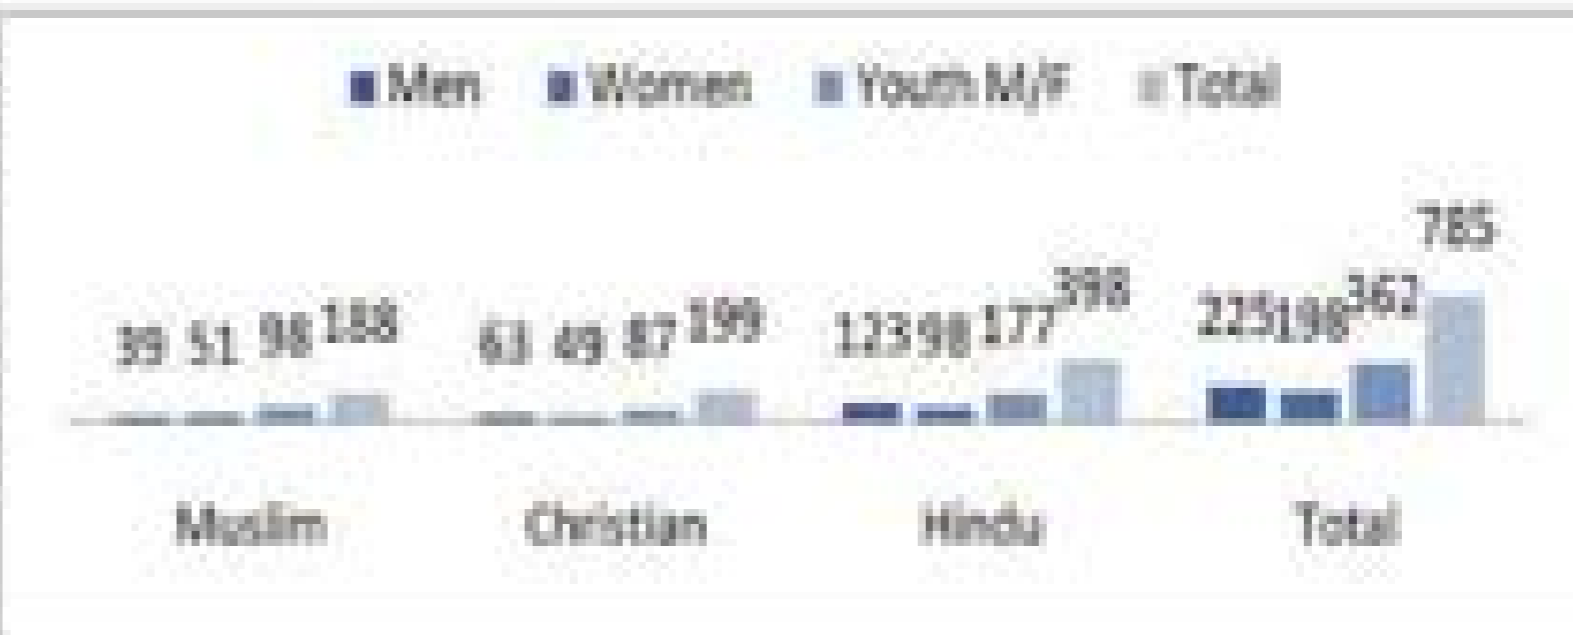 Men Women Youth M/F Total
785
398
362
188
199
225
198
39 51 98
63 49 87
123 98 177
Muslim Christian Hindu Total